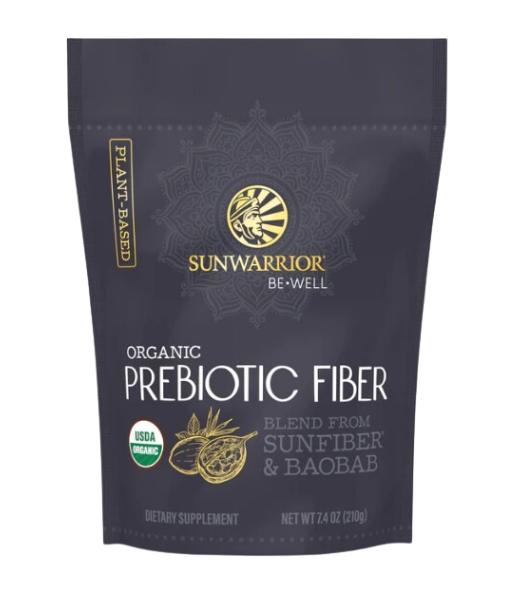 PLANT-BASED
SUNWARRIOR®
BE•WELL
ORGANIC
PREBIOTIC FIBER
BLEND FROM
SUNFIBER®
& BAOBAB
USDA
ORGANIC
DIETARY SUPPLEMENT
NET WT 7.4 OZ (210g)